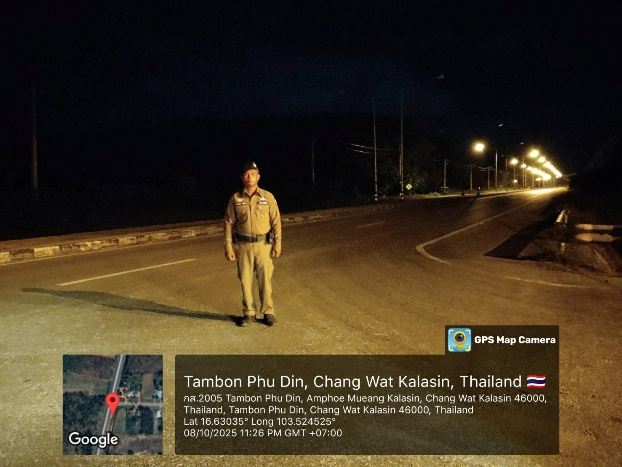 GPS Map Camera
Tambon Phu Din, Chang Wat Kalasin, Thailand 🇹🇭
กส.2005 Tambon Phu Din, Amphoe Mueang Kalasin, Chang Wat Kalasin 46000,
Thailand, Tambon Phu Din, Chang Wat Kalasin 46000, Thailand
Lat 16.63035° Long 103.524525°
08/10/2025 11:26 PM GMT +07:00
Google